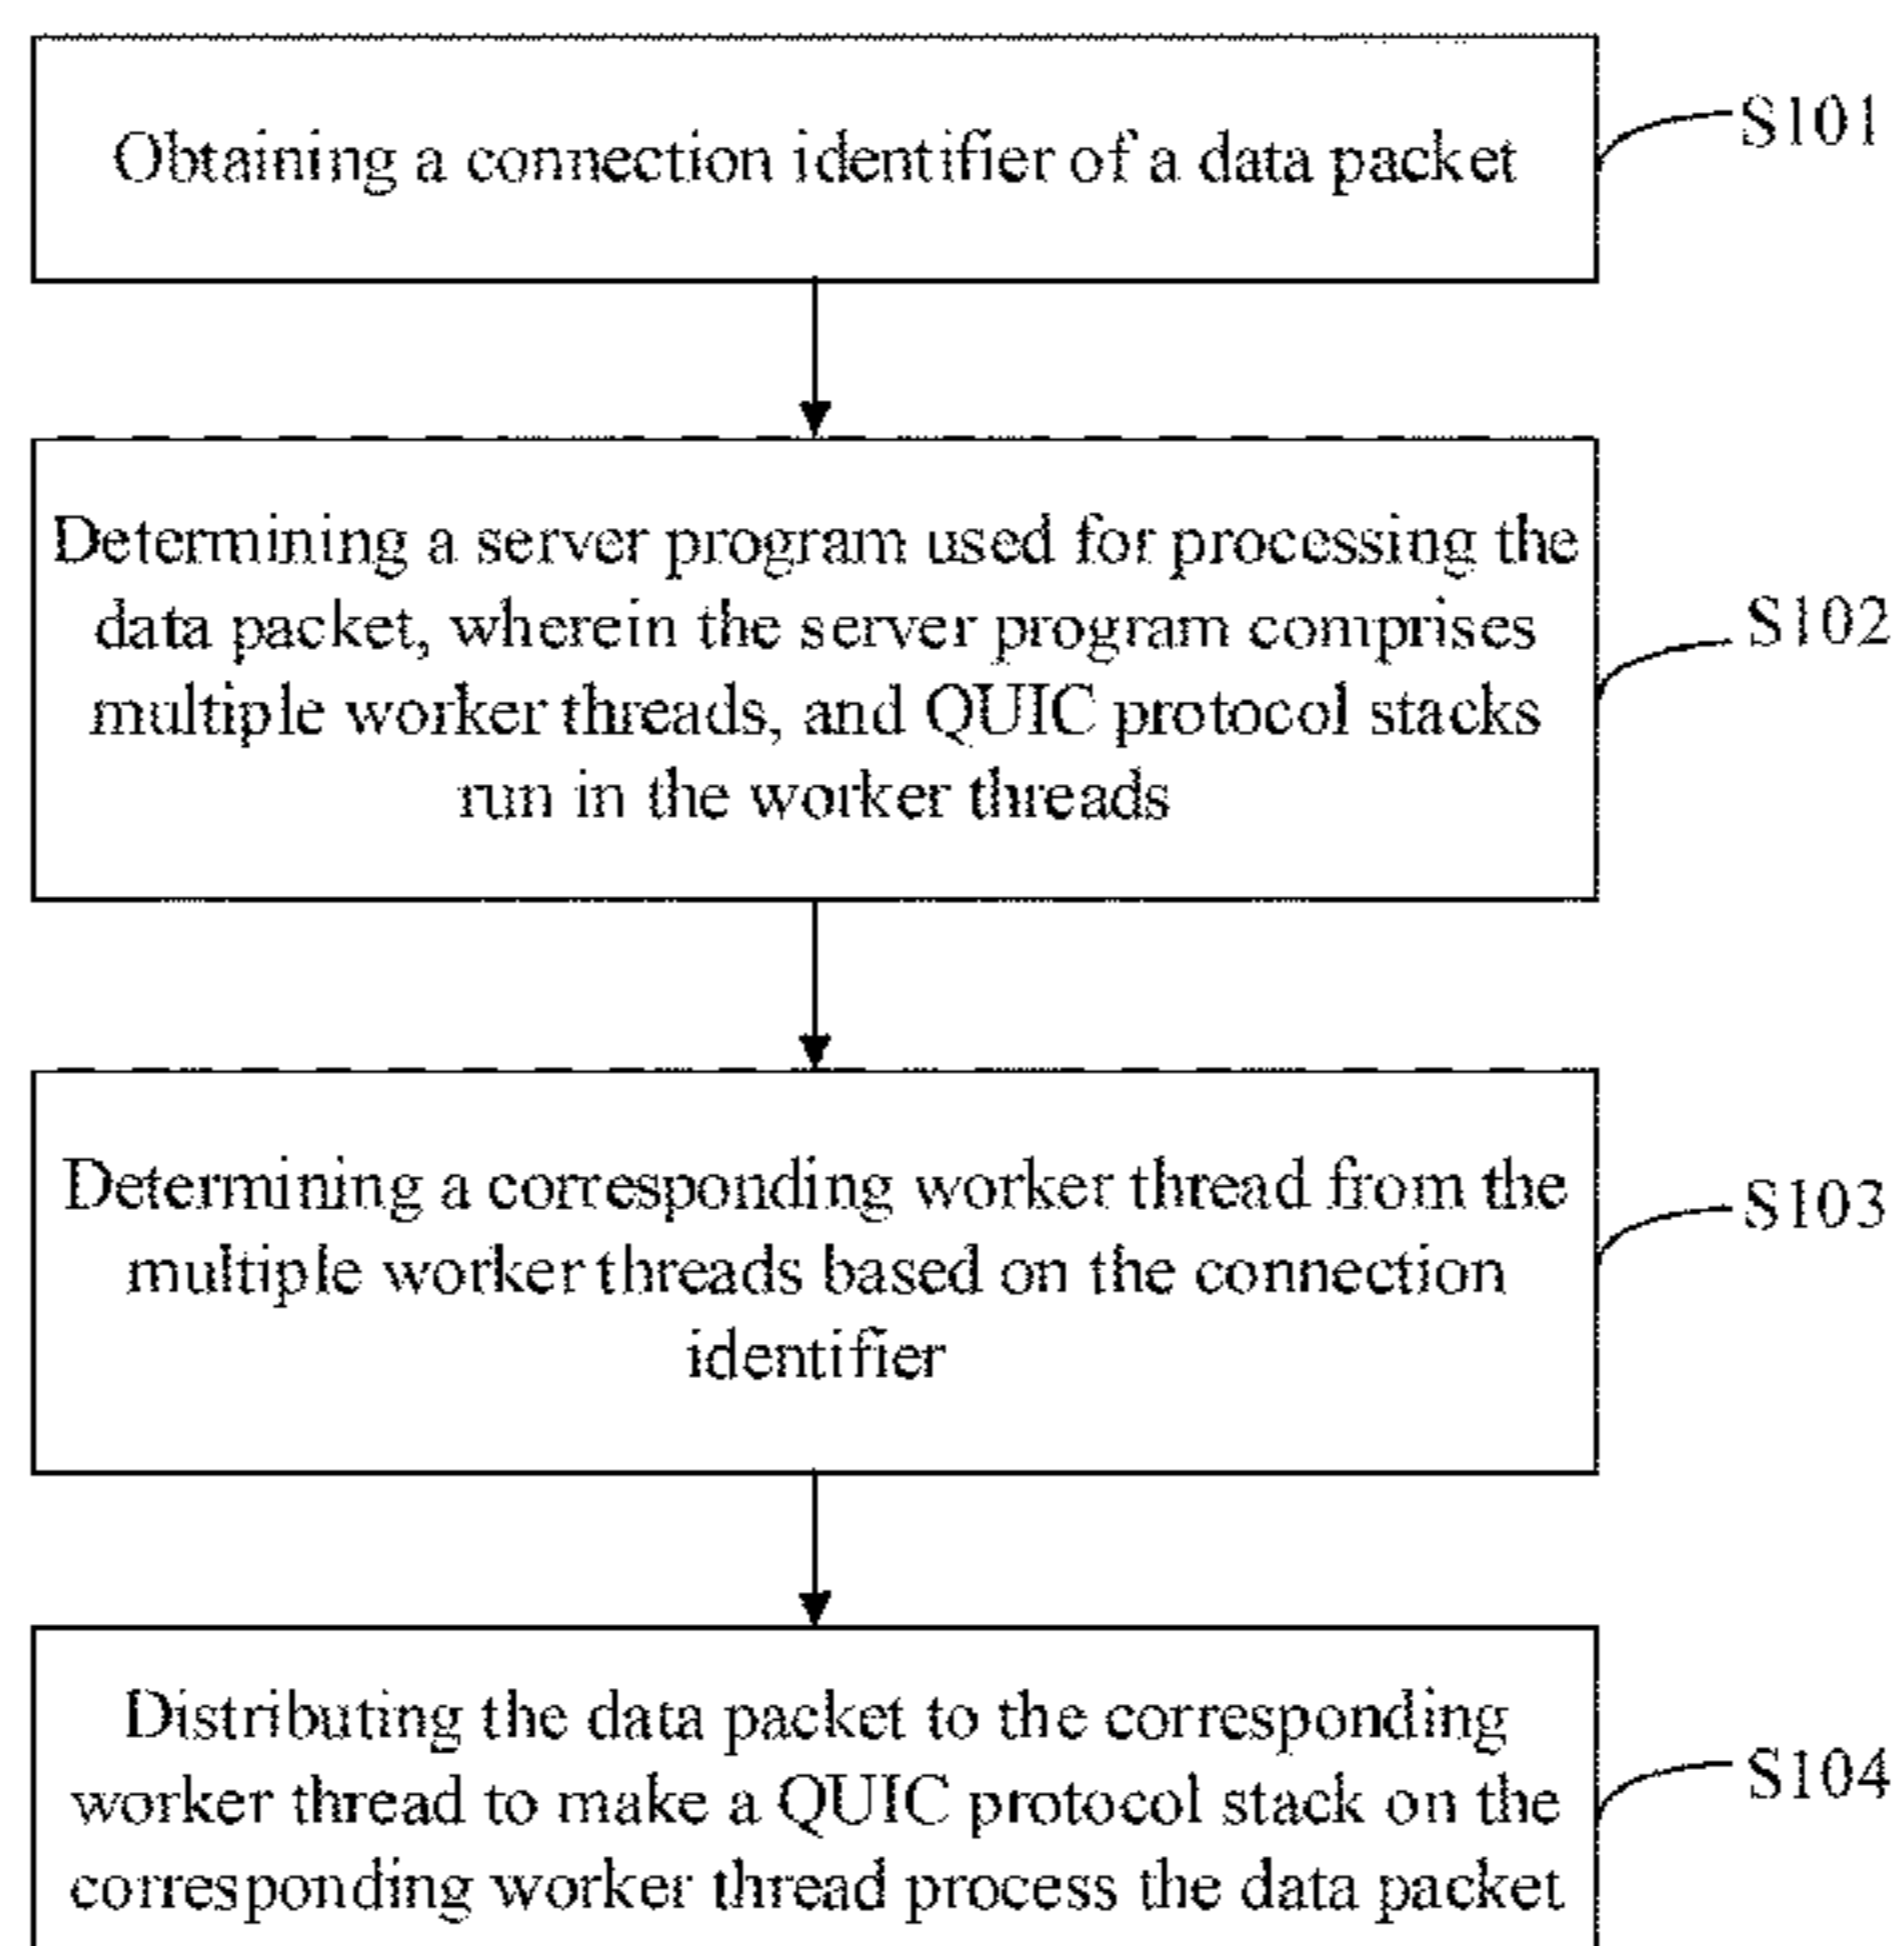 Obtaining a connection identifier of a data packet
S101
Determining a server program used for processing the
data packet, wherein the server program comprises
multiple worker threads, and QUIC protocol stacks
run in the worker threads
S102
Determining a corresponding worker thread from the
multiple worker threads based on the connection
identifier
S103
Distributing the data packet to the corresponding
worker thread to make a QUIC protocol stack on the
corresponding worker thread process the data packet
S104